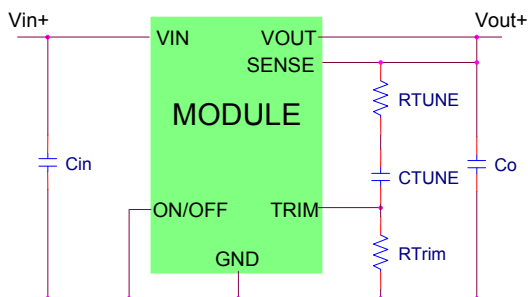 Vin+
Vout+
VIN
VOUT
SENSE
RTUNE
MODULE
Cin
CTUNE
Co
ON/OFF
TRIM
RTrim
GND